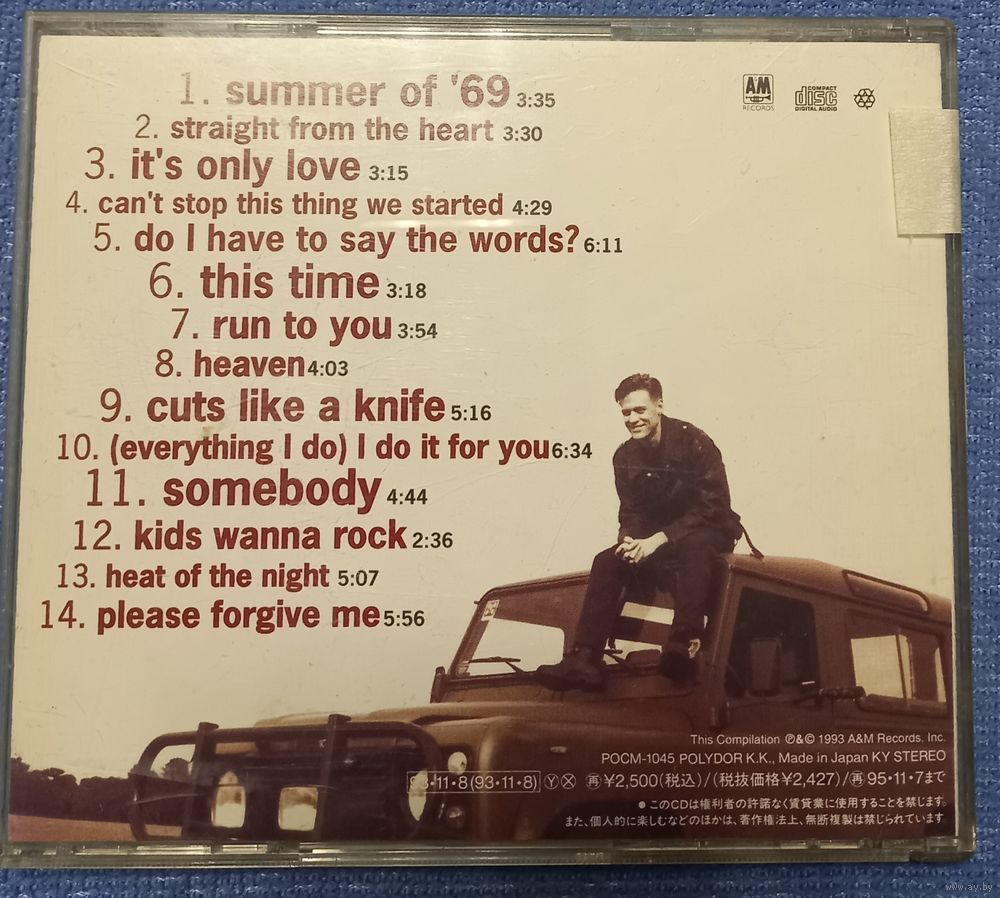 1. summer of '69 3:35
2. straight from the heart 3:30
3. it's only love 3:15
4. can't stop this thing we started 4:29
5. do I have to say the words? 6:11
6. this time 3:18
7. run to you 3:54
8. heaven 4:03
9. cuts like a knife 5:16
10. (everything I do) I do it for you 6:34
11. somebody 4:44
12. kids wanna rock 2:36
13. heat of the night 5:07
14. please forgive me 5:56
A&M
RECORDS
COMPACT
disc
DIGITAL AUDIO
This Compilation ℗&© 1993 A&M Records, Inc.
POCM-1045 POLYDOR K.K., Made in Japan KY STEREO
93・11・8(93・11・8) Ⓨ Ⓧ 再¥2,500(税込)/(税抜価格¥2,427)/再95・11・7まで
● このCDは権利者の許諾なく賃貸業に使用することを禁じます。
また、個人的に楽しむなどのほかは、著作権法上、無断複製は禁じられています
www.ay.by